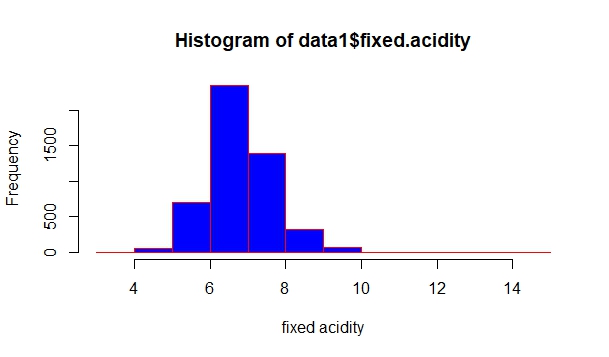 Histogram of data1$fixed.acidity
Frequency
1500
500
0
4 6 8 10 12 14
fixed acidity